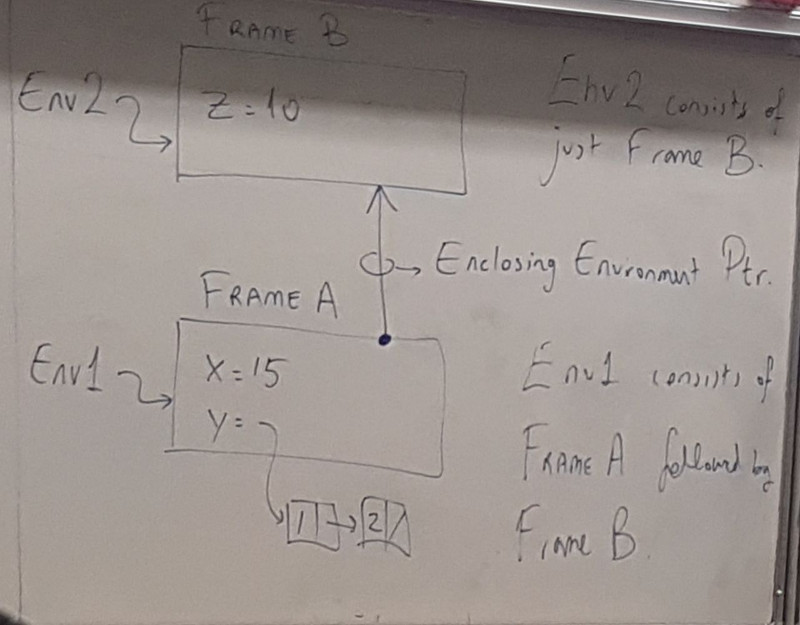 FRAME B
Env2
Z=10
Env2 consists of
just Frame B.
Enclosing Environment Ptr.
FRAME A
Env1
X=15
Y=
1 2
Env1 consists of
FRAME A followed by
Frame B.